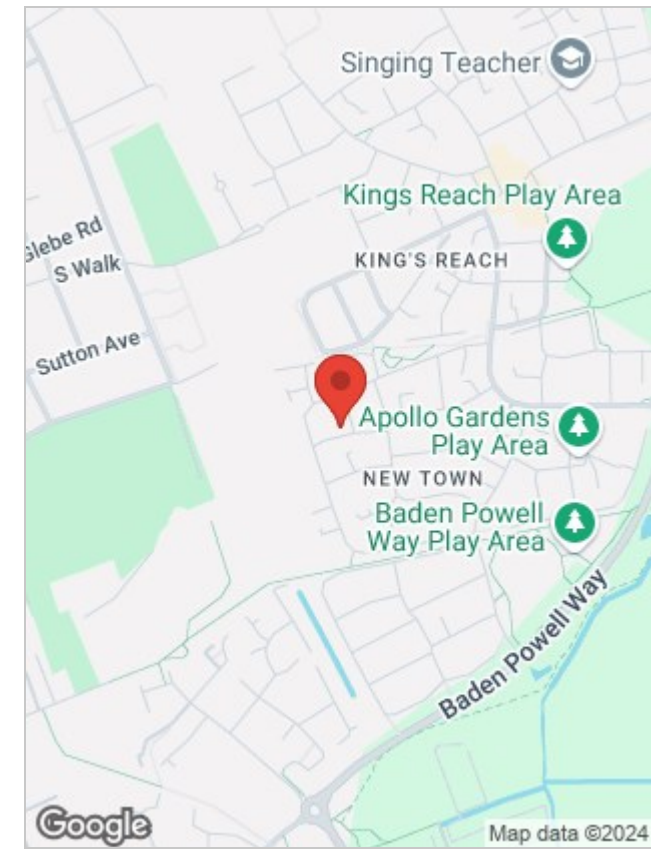 Singing Teacher
Kings Reach Play Area
Glebe Rd
S Walk
KING'S REACH
Sutton Ave
Apollo Gardens
Play Area
NEW TOWN
Baden Powell
Way Play Area
Baden Powell Way
Google
Map data ©2024